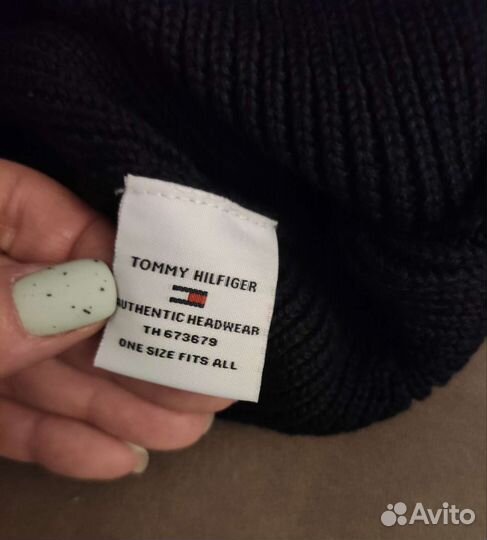 TOMMY HILFIGER
AUTHENTIC HEADWEAR
TH 673679
ONE SIZE FITS ALL
Avito